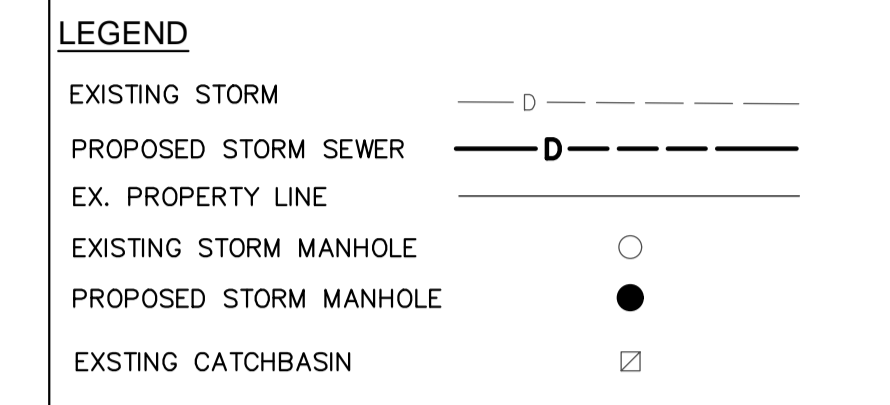 LEGEND
EXISTING STORM D
PROPOSED STORM SEWER D
EX. PROPERTY LINE
EXISTING STORM MANHOLE
PROPOSED STORM MANHOLE
EXSTING CATCHBASIN